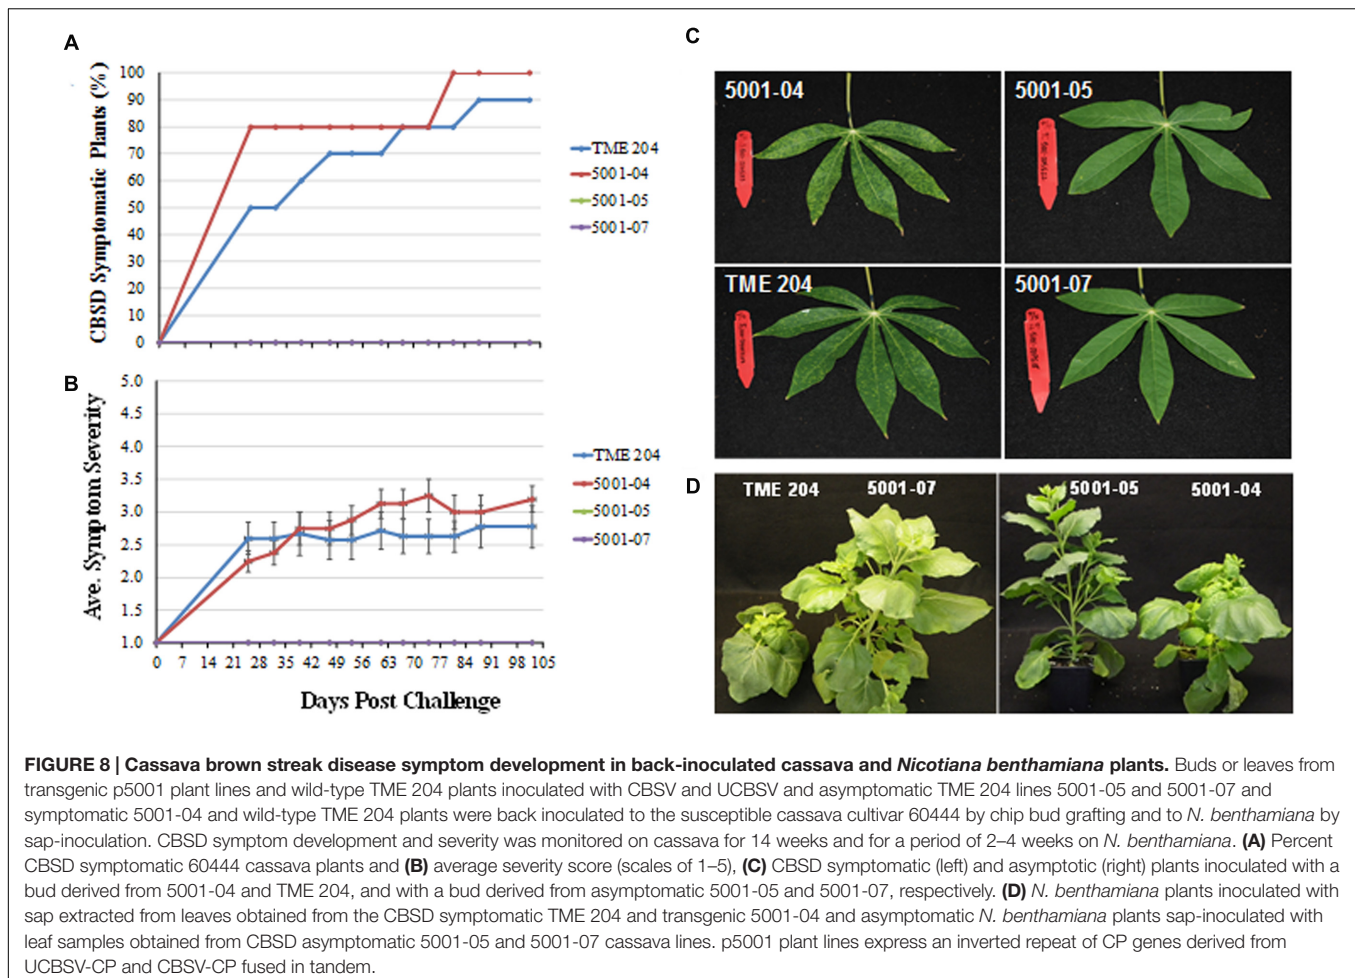 A
CBSD Symptomatic Plants (%)
100
90
80
70
60
50
40
30
20
10
0
TME 204
5001-04
5001-05
5001-07
B
Ave. Symptom Severity
5.0
4.5
4.0
3.5
3.0
2.5
2.0
1.5
1.0
0 7 14 21 28 35 42 49 56 63 70 77 84 91 98 105
Days Post Challenge
TME 204
5001-04
5001-05
5001-07
C
5001-04
5001-05
TME 204
5001-07
D
TME 204
5001-07
5001-05
5001-04
FIGURE 8 | Cassava brown streak disease symptom development in back-inoculated cassava and Nicotiana benthamiana plants. Buds or leaves from
transgenic p5001 plant lines and wild-type TME 204 plants inoculated with CBSV and UCBSV and asymptomatic TME 204 lines 5001-05 and 5001-07 and
symptomatic 5001-04 and wild-type TME 204 plants were back inoculated to the susceptible cassava cultivar 60444 by chip bud grafting and to N. benthamiana by
sap-inoculation. CBSD symptom development and severity was monitored on cassava for 14 weeks and for a period of 2–4 weeks on N. benthamiana. (A) Percent
CBSD symptomatic 60444 cassava plants and (B) average severity score (scales of 1–5), (C) CBSD symptomatic (left) and asymptotic (right) plants inoculated with a
bud derived from 5001-04 and TME 204, and with a bud derived from asymptomatic 5001-05 and 5001-07, respectively. (D) N. benthamiana plants inoculated with
sap extracted from leaves obtained from the CBSD symptomatic TME 204 and transgenic 5001-04 and asymptomatic N. benthamiana plants sap-inoculated with
leaf samples obtained from CBSD asymptomatic 5001-05 and 5001-07 cassava lines. p5001 plant lines express an inverted repeat of CP genes derived from
UCBSV-CP and CBSV-CP fused in tandem.